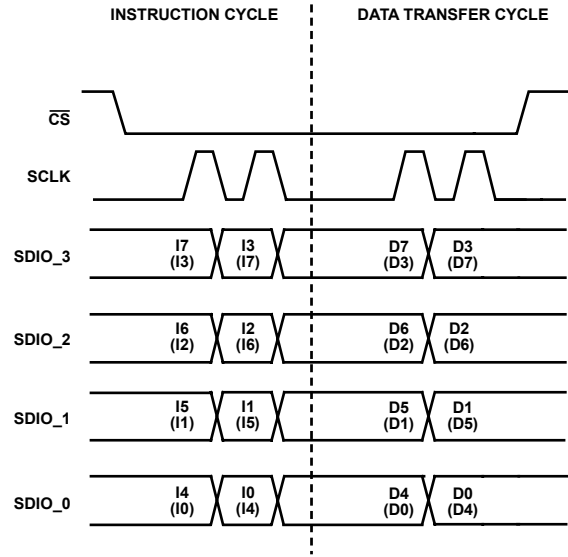 INSTRUCTION CYCLE DATA TRANSFER CYCLE
CS
SCLK
SDIO_3 I7 I3 D7 D3
(I3) (I7) (D3) (D7)
SDIO_2 I6 I2 D6 D2
(I2) (I6) (D2) (D6)
SDIO_1 I5 I1 D5 D1
(I1) (I5) (D1) (D5)
SDIO_0 I4 I0 D4 D0
(I0) (I4) (D0) (D4)